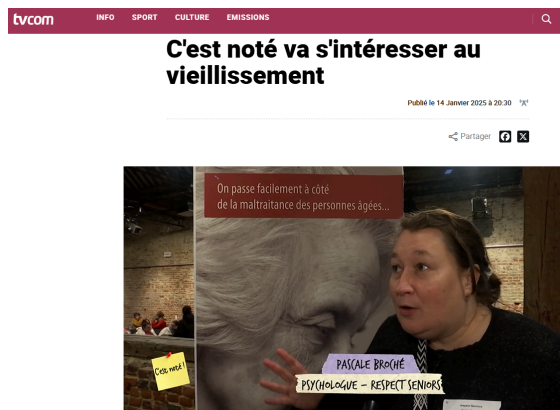 tvcom
INFO SPORT CULTURE EMISSIONS
C'est noté va s'intéresser au
vieillissement
Publié le 14 Janvier 2025 à 20:30
Partager
On passe facilement à côté
de la maltraitance des personnes âgées...
C'est noté!
PASCALE BROCHÉ
PSYCHOLOGUE – RESPECT SENIORS